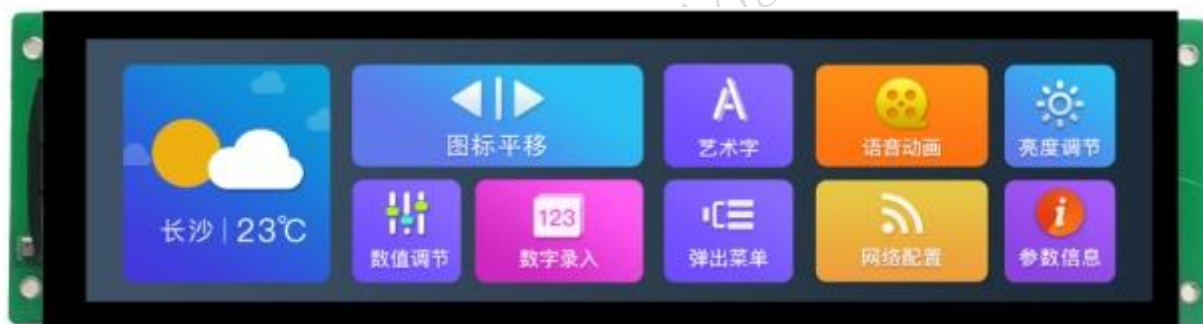 图标平移
艺术字
语音动画
亮度调节
长沙 | 23℃
数值调节
123
数字录入
弹出菜单
网络配置
参数信息